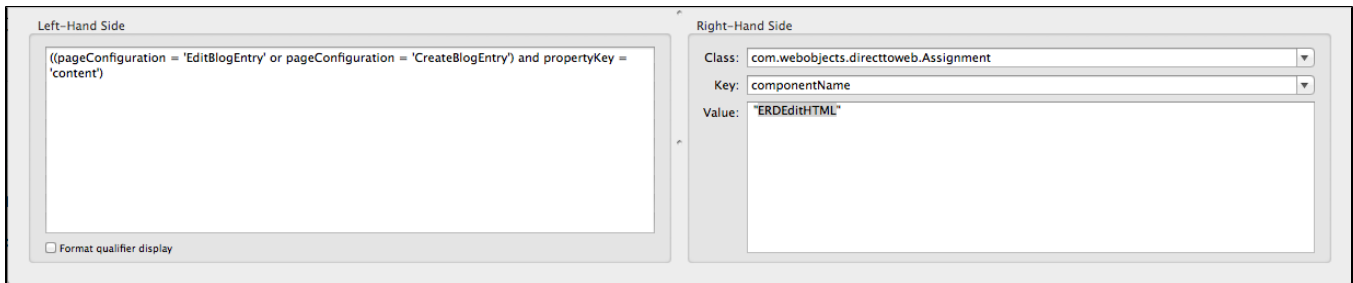 Left-Hand Side
((pageConfiguration = 'EditBlogEntry' or pageConfiguration = 'CreateBlogEntry') and propertyKey =
'content')
Format qualifier display
Right-Hand Side
Class: com.webobjects.directtoweb.Assignment
Key: componentName
Value: "ERDEditHTML"